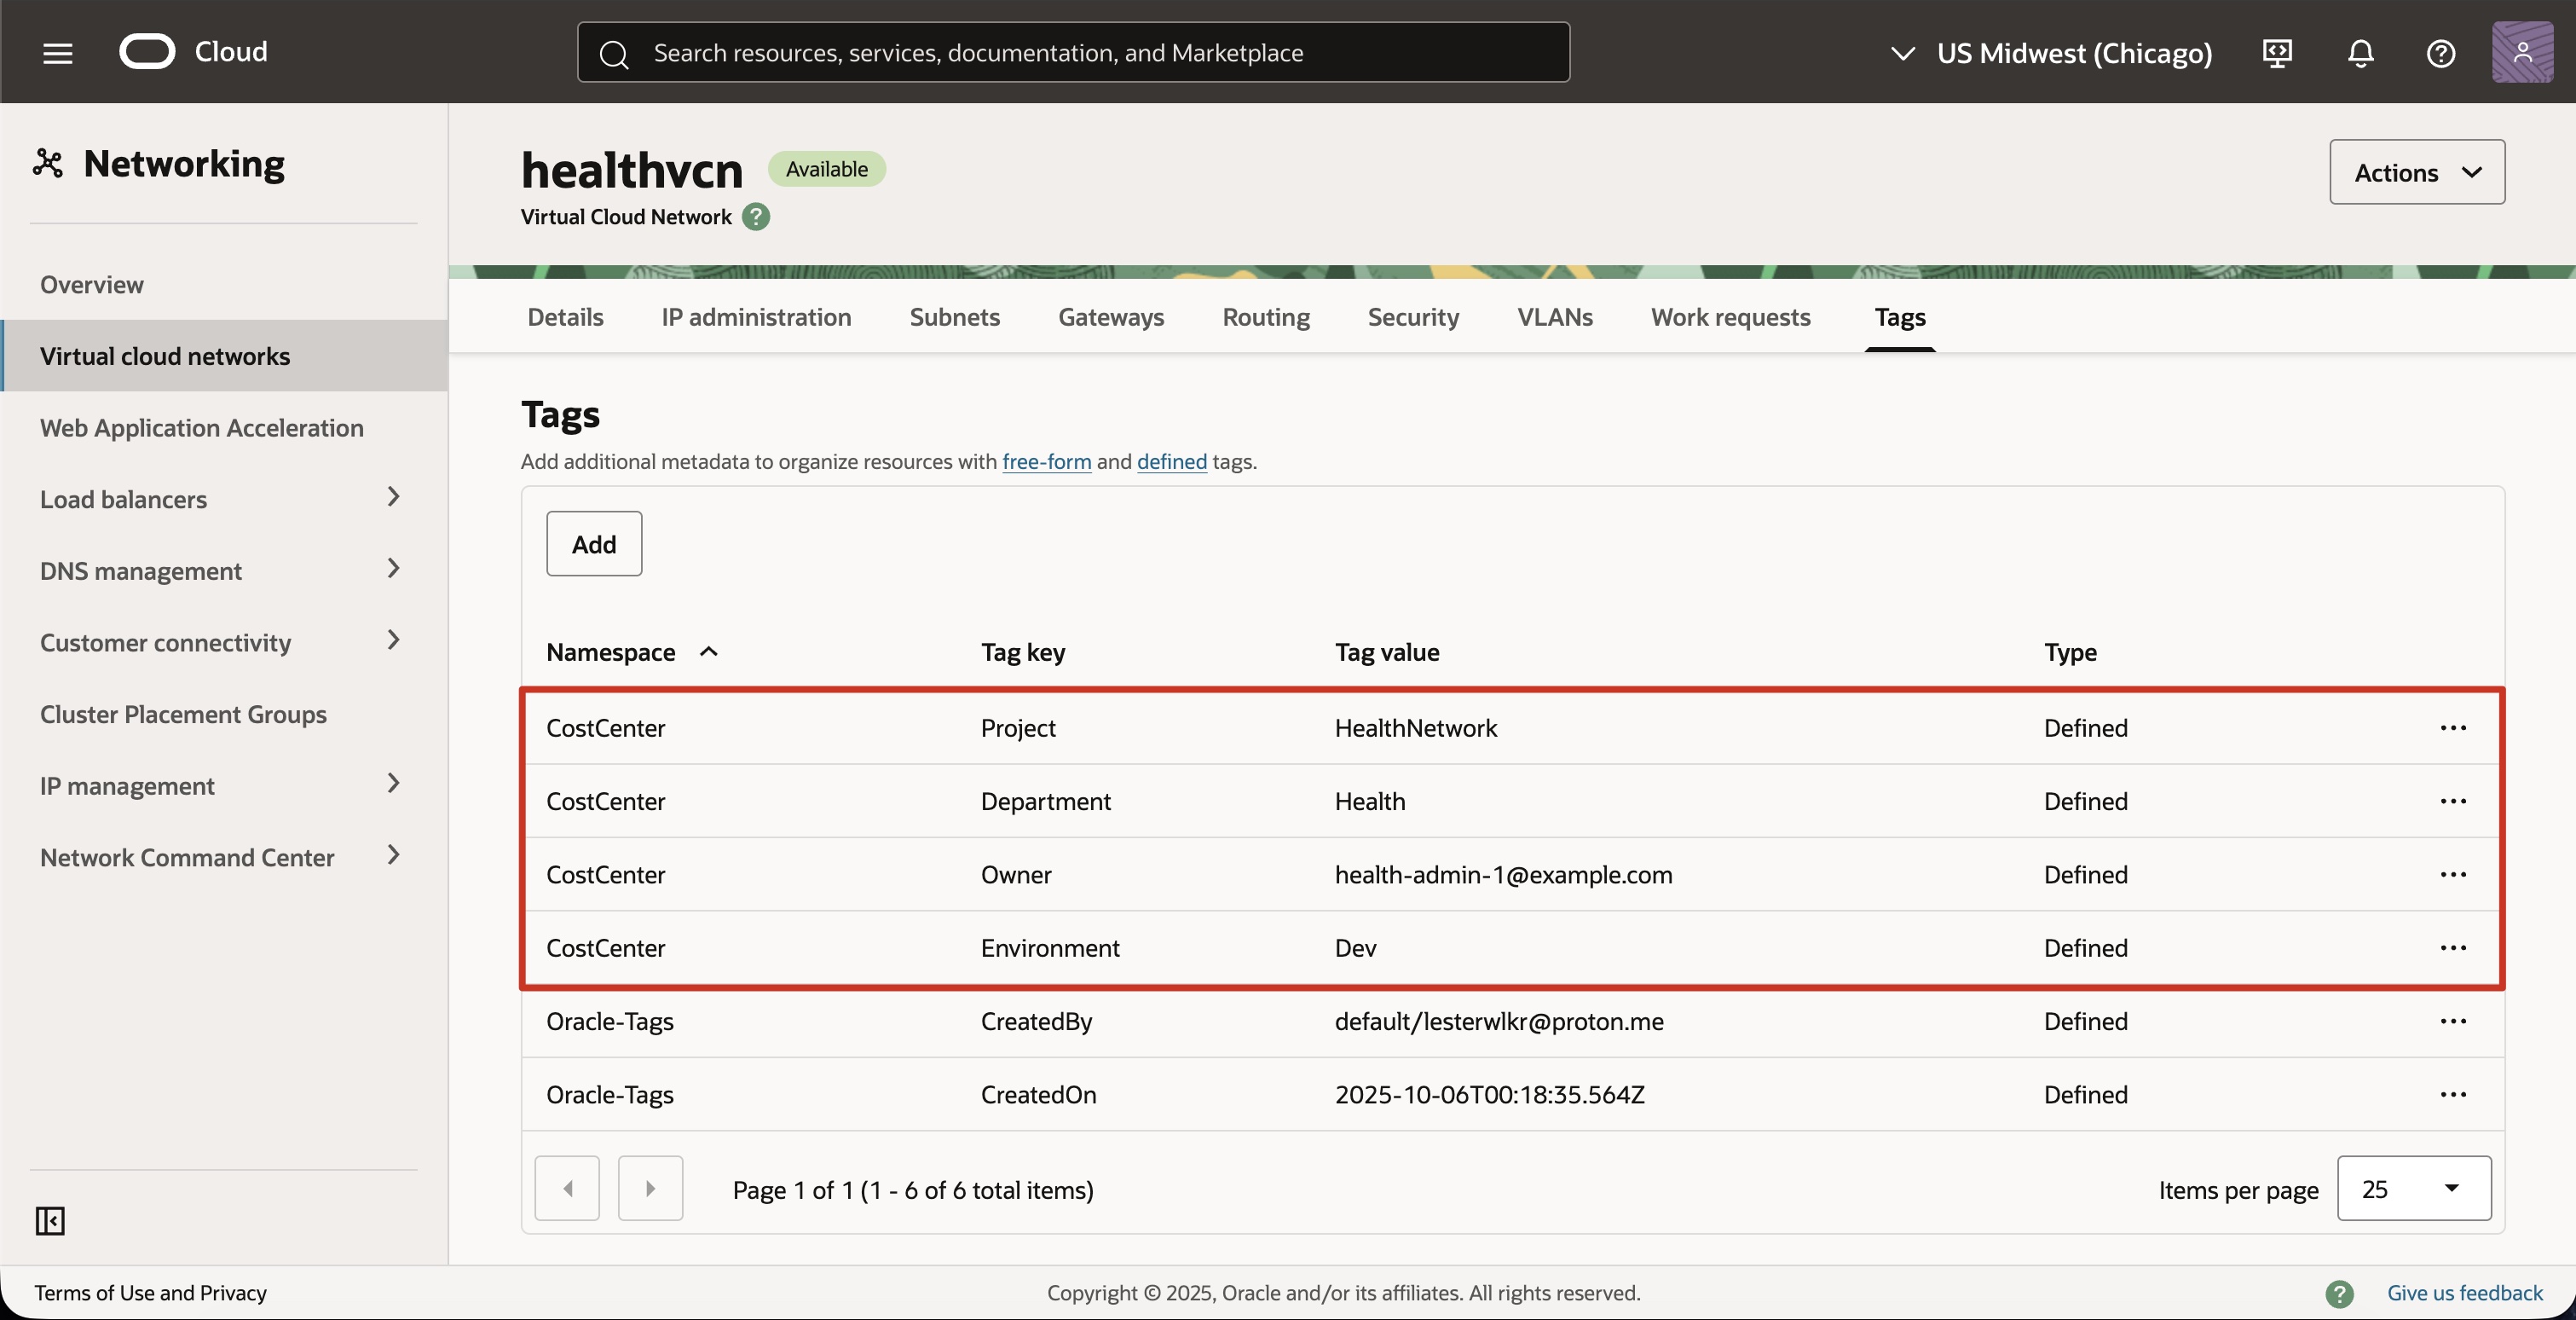 Cloud
Search resources, services, documentation, and Marketplace
US Midwest (Chicago)
Networking
Overview
Virtual cloud networks
Web Application Acceleration
Load balancers
DNS management
Customer connectivity
Cluster Placement Groups
IP management
Network Command Center
healthvcn Available
Virtual Cloud Network ?
Actions
Details IP administration Subnets Gateways Routing Security VLANs Work requests Tags
Tags
Add additional metadata to organize resources with free-form and defined tags.
Add
Namespace Tag key Tag value Type
CostCenter Project HealthNetwork Defined ...
CostCenter Department Health Defined ...
CostCenter Owner health-admin-1@example.com Defined ...
CostCenter Environment Dev Defined ...
Oracle-Tags CreatedBy default/lesterwlkr@proton.me Defined ...
Oracle-Tags CreatedOn 2025-10-06T00:18:35.564Z Defined ...
Page 1 of 1 (1 - 6 of 6 total items) Items per page 25
Terms of Use and Privacy Copyright © 2025, Oracle and/or its affiliates. All rights reserved. ? Give us feedback